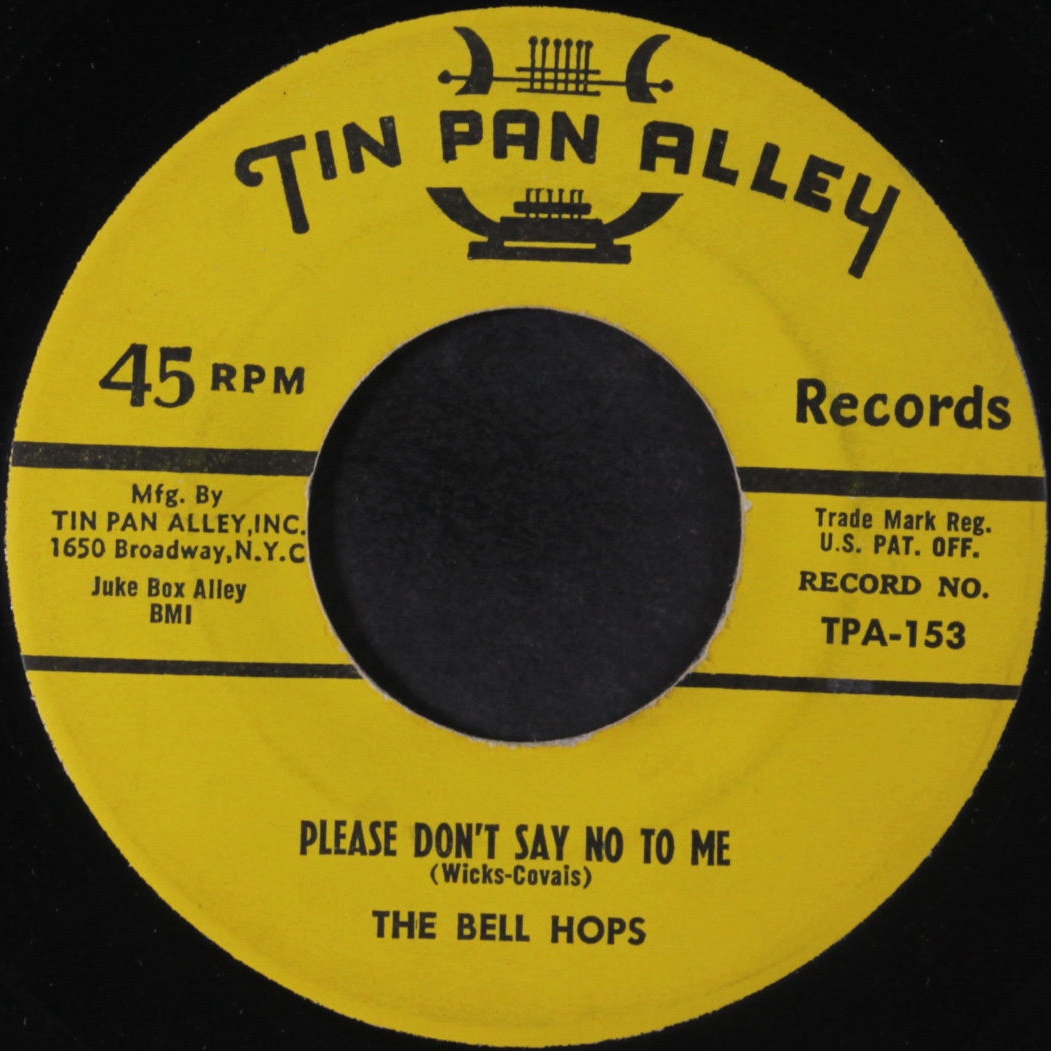 TIN PAN ALLEY
45 RPM
Records
Mfg. By
TIN PAN ALLEY, INC.
1650 Broadway, N.Y.C
Juke Box Alley
BMI
Trade Mark Reg.
U.S. PAT. OFF.
RECORD NO.
TPA-153
PLEASE DON'T SAY NO TO ME
(Wicks-Covais)
THE BELL HOPS